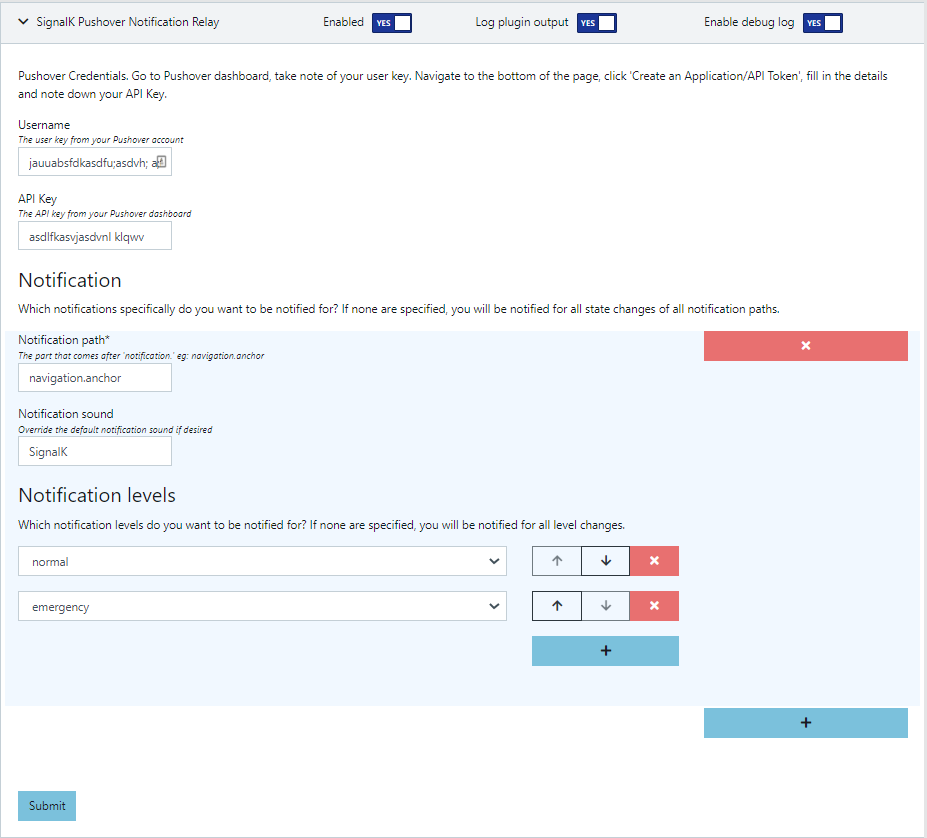 SignalK Pushover Notification Relay Enabled YES Log plugin output YES Enable debug log YES
Pushover Credentials. Go to Pushover dashboard, take note of your user key. Navigate to the bottom of the page, click 'Create an Application/API Token', fill in the details
and note down your API Key.
Username
The user key from your Pushover account
jauuabsfdkasdfu;asdvh;
API Key
The API key from your Pushover dashboard
asdlfkasvjasdvnl klqwv
Notification
Which notifications specifically do you want to be notified for? If none are specified, you will be notified for all state changes of all notification paths.
Notification path*
The part that comes after 'notification.' eg: navigation.anchor
navigation.anchor
Notification sound
Override the default notification sound if desired
SignalK
Notification levels
Which notification levels do you want to be notified for? If none are specified, you will be notified for all level changes.
normal
emergency
Submit